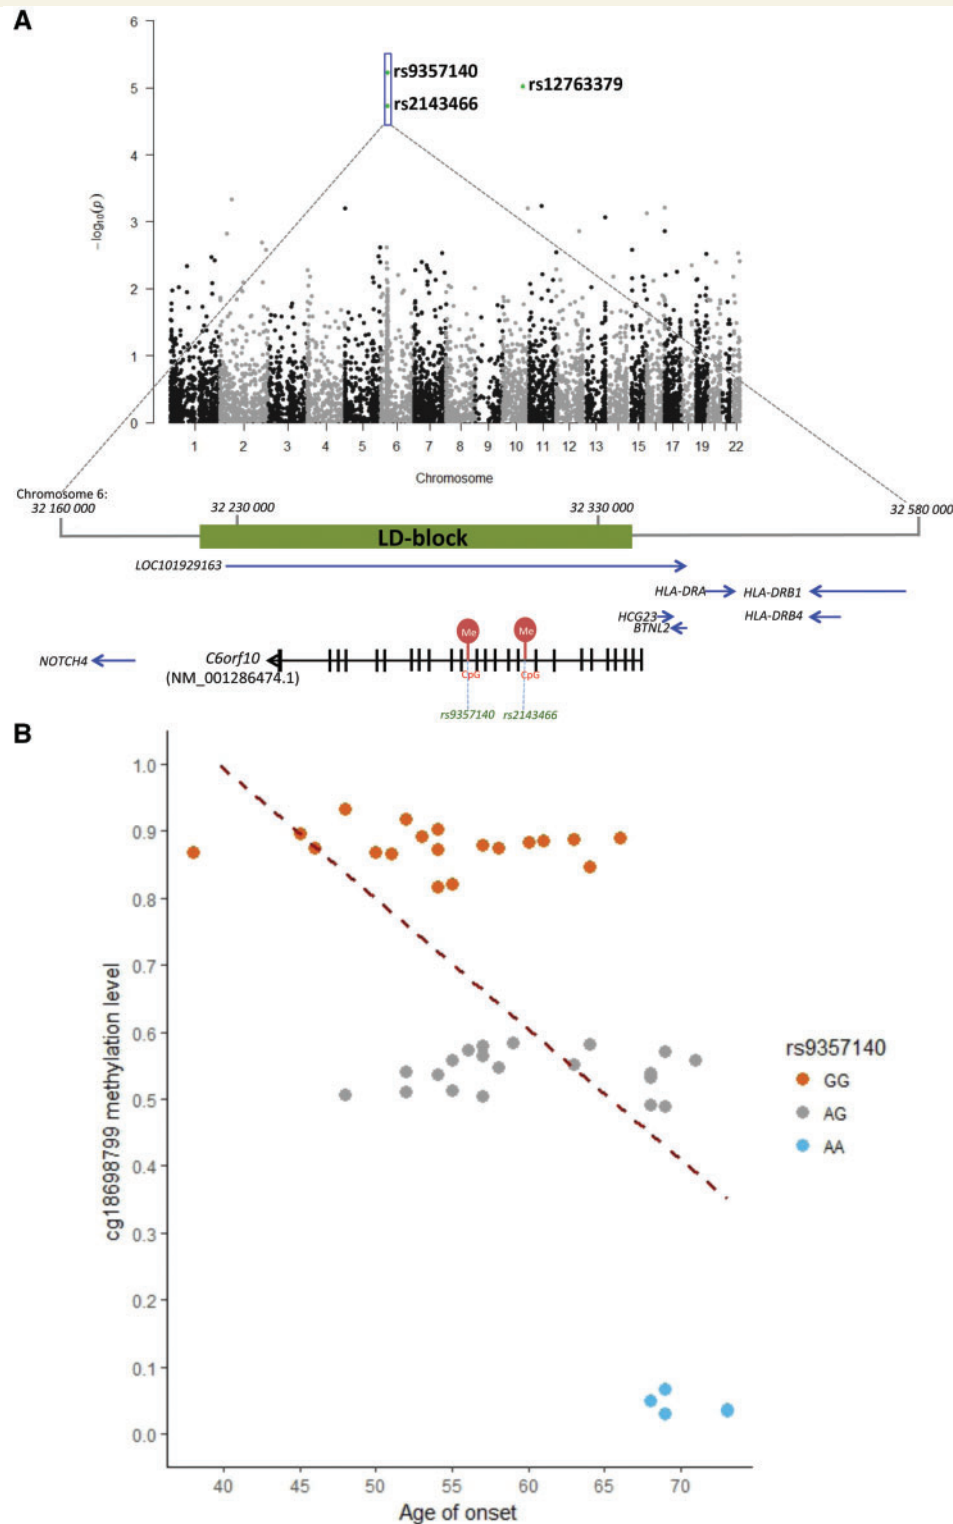 A
6
5
4
3
2
1
0
−log10(p)
rs9357140
rs2143466
rs12763379
1 2 3 4 5 6 7 8 9 10 11 12 13 15 17 19 22
Chromosome
Chromosome 6:
32 160 000 32 230 000 32 330 000 32 580 000
LD-block
LOC101929163
HLA-DRA HLA-DRB1
HCG23 HLA-DRB4
BTNL2
Me Me
NOTCH4 C6orf10
(NM_001286474.1)
CpG CpG
rs9357140 rs2143466
B
1.0
0.9
0.8
0.7
0.6
0.5
0.4
0.3
0.2
0.1
0.0
cg18698799 methylation level
rs9357140
GG
AG
AA
40 45 50 55 60 65 70
Age of onset